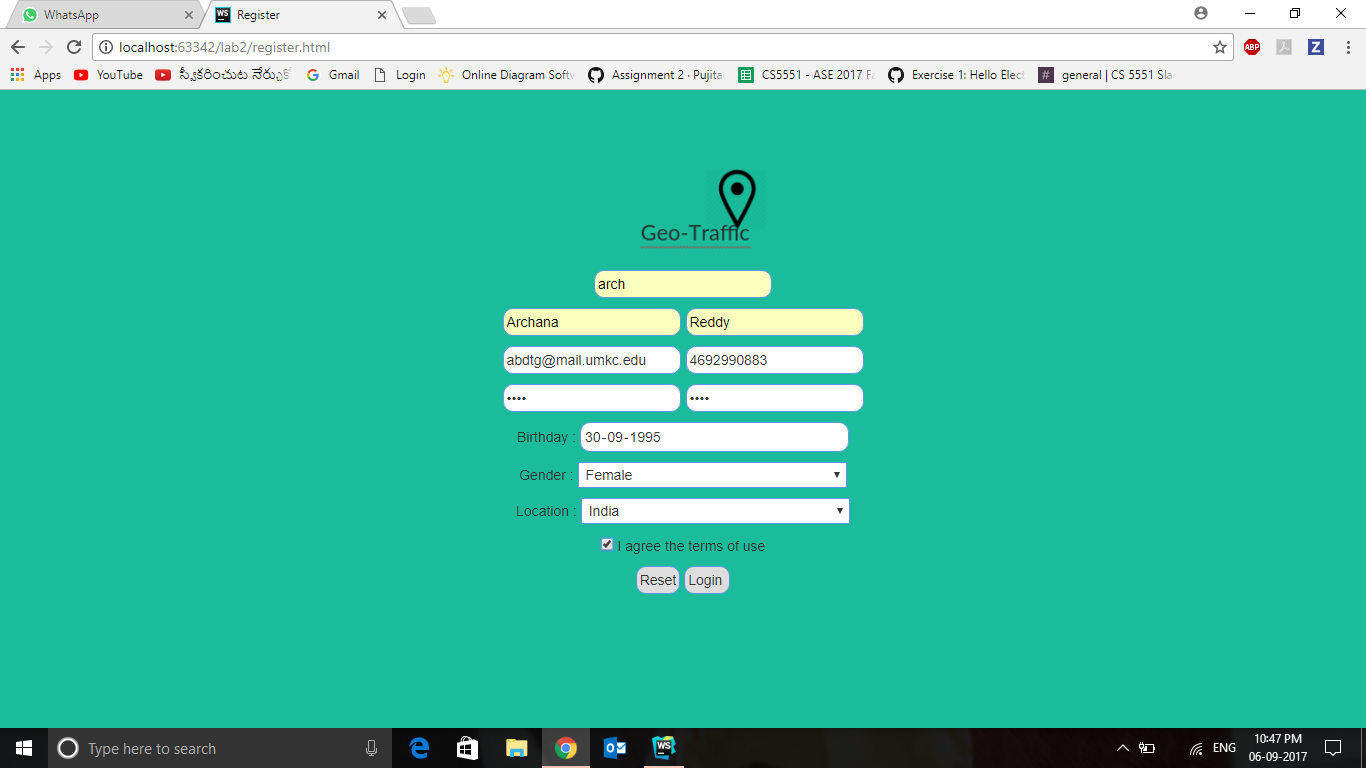 WhatsApp Register
localhost:63342/lab2/register.html ABP Z
Apps YouTube స్వీకరించుట Gmail Login Online Diagram Softw Assignment 2 · Pujita CS5551 - ASE 2017 Fa Exercise 1: Hello Elect # general | CS 5551 Sla
Geo-Traffic
arch
Archana Reddy
abdtg@mail.umkc.edu 4692990883
•••• ••••
Birthday : 30-09-1995
Gender : Female
Location : India
I agree the terms of use
Reset Login
Type here to search ENG 10:47 PM
06-09-2017